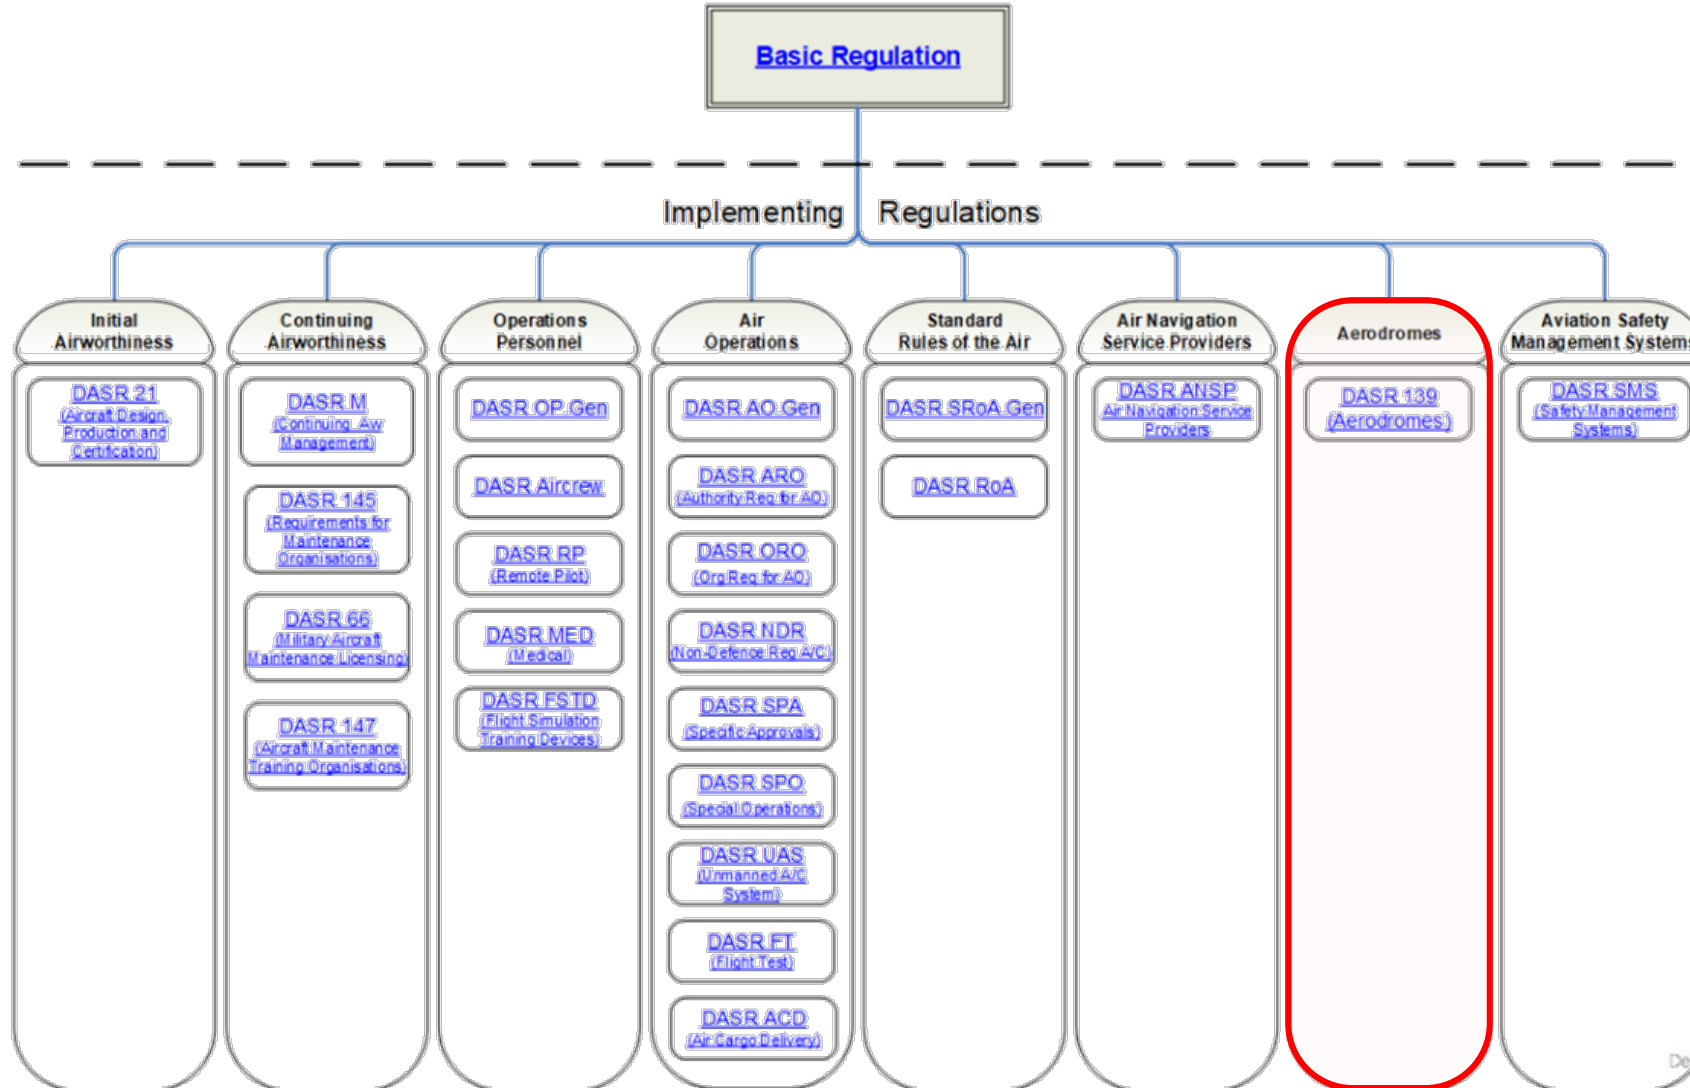 Basic Regulation
Implementing Regulations
Initial
Airworthiness
DASR 21
(Aircraft Design,
Production and
Certification)
Continuing
Airworthiness
DASR M
(Continuing Aw
Management)
DASR 145
(Requirements for
Maintenance
Organisations)
DASR 66
(Military Aircraft
Maintenance Licensing)
DASR 147
(Aircraft Maintenance
Training Organisations)
Operations
Personnel
DASR OP Gen
DASR Aircrew
DASR RP
(Remote Pilot)
DASR MED
(Medical)
DASR FSTD
(Flight Simulation
Training Devices)
Air
Operations
DASR AO Gen
DASR ARO
(Authority Req for AO)
DASR ORO
(Org Req for AO)
DASR NDR
(Non-Defence Reg A/C)
DASR SPA
(Specific Approvals)
DASR SPO
(Special Operations)
DASR UAS
(Unmanned A/C
System)
DASR FT
(Flight Test)
DASR ACD
(Air Cargo Delivery)
Standard
Rules of the Air
DASR SRoA Gen
DASR RoA
Air Navigation
Service Providers
DASR ANSP
Air Navigation Service
Providers
Aerodromes
DASR 139
(Aerodromes)
Aviation Safety
Management Systems
DASR SMS
(Safety Management
Systems)